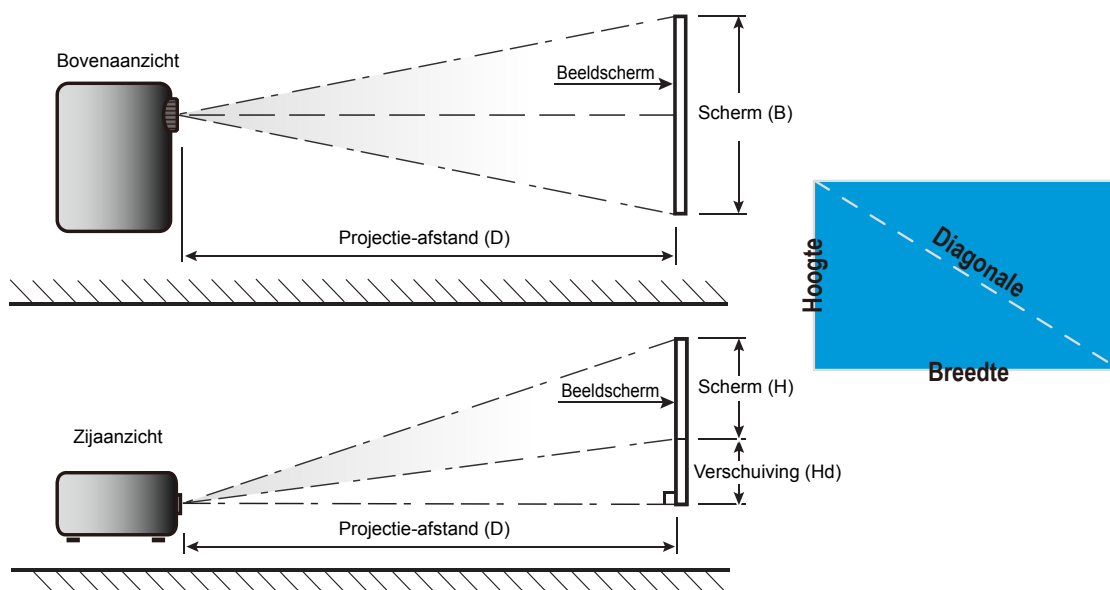 Bovenaanzicht
Beeldscherm
Scherm (B)
Projectie-afstand (D)
Hoogte
Diagonale
Breedte
Zijaanzicht
Beeldscherm
Scherm (H)
Verschuiving (Hd)
Projectie-afstand (D)